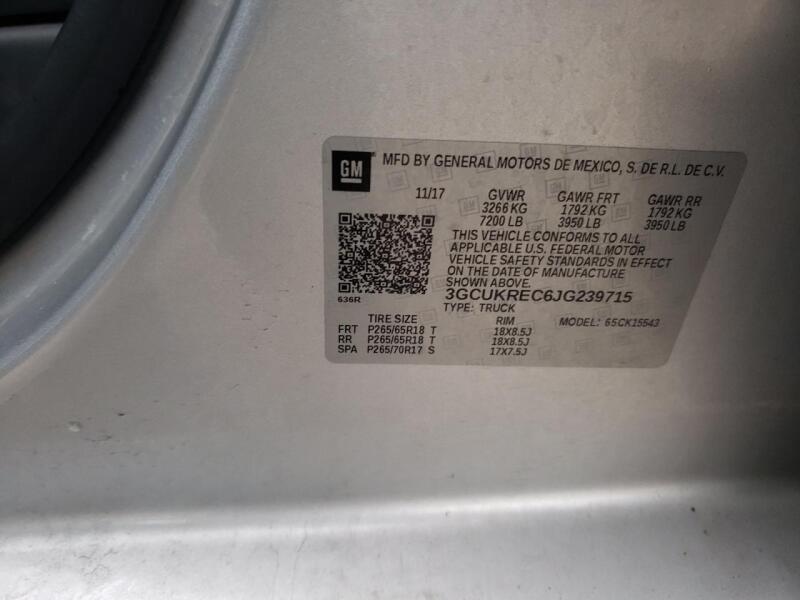 GM MFD BY GENERAL MOTORS DE MEXICO, S. DE R.L. DE C.V.
11/17 GVWR GAWR FRT GAWR RR
3266 KG 1792 KG 1792 KG
7200 LB 3950 LB 3950 LB
THIS VEHICLE CONFORMS TO ALL
APPLICABLE U.S. FEDERAL MOTOR
VEHICLE SAFETY STANDARDS IN EFFECT
ON THE DATE OF MANUFACTURE
SHOWN ABOVE.
636R
3GCUKREC6JG239715
TYPE: TRUCK
TIRE SIZE RIM MODEL: 65CK15543
FRT P265/65R18 T 18X8.5J
RR P265/65R18 T 18X8.5J
SPA P265/70R17 S 17X7.5J